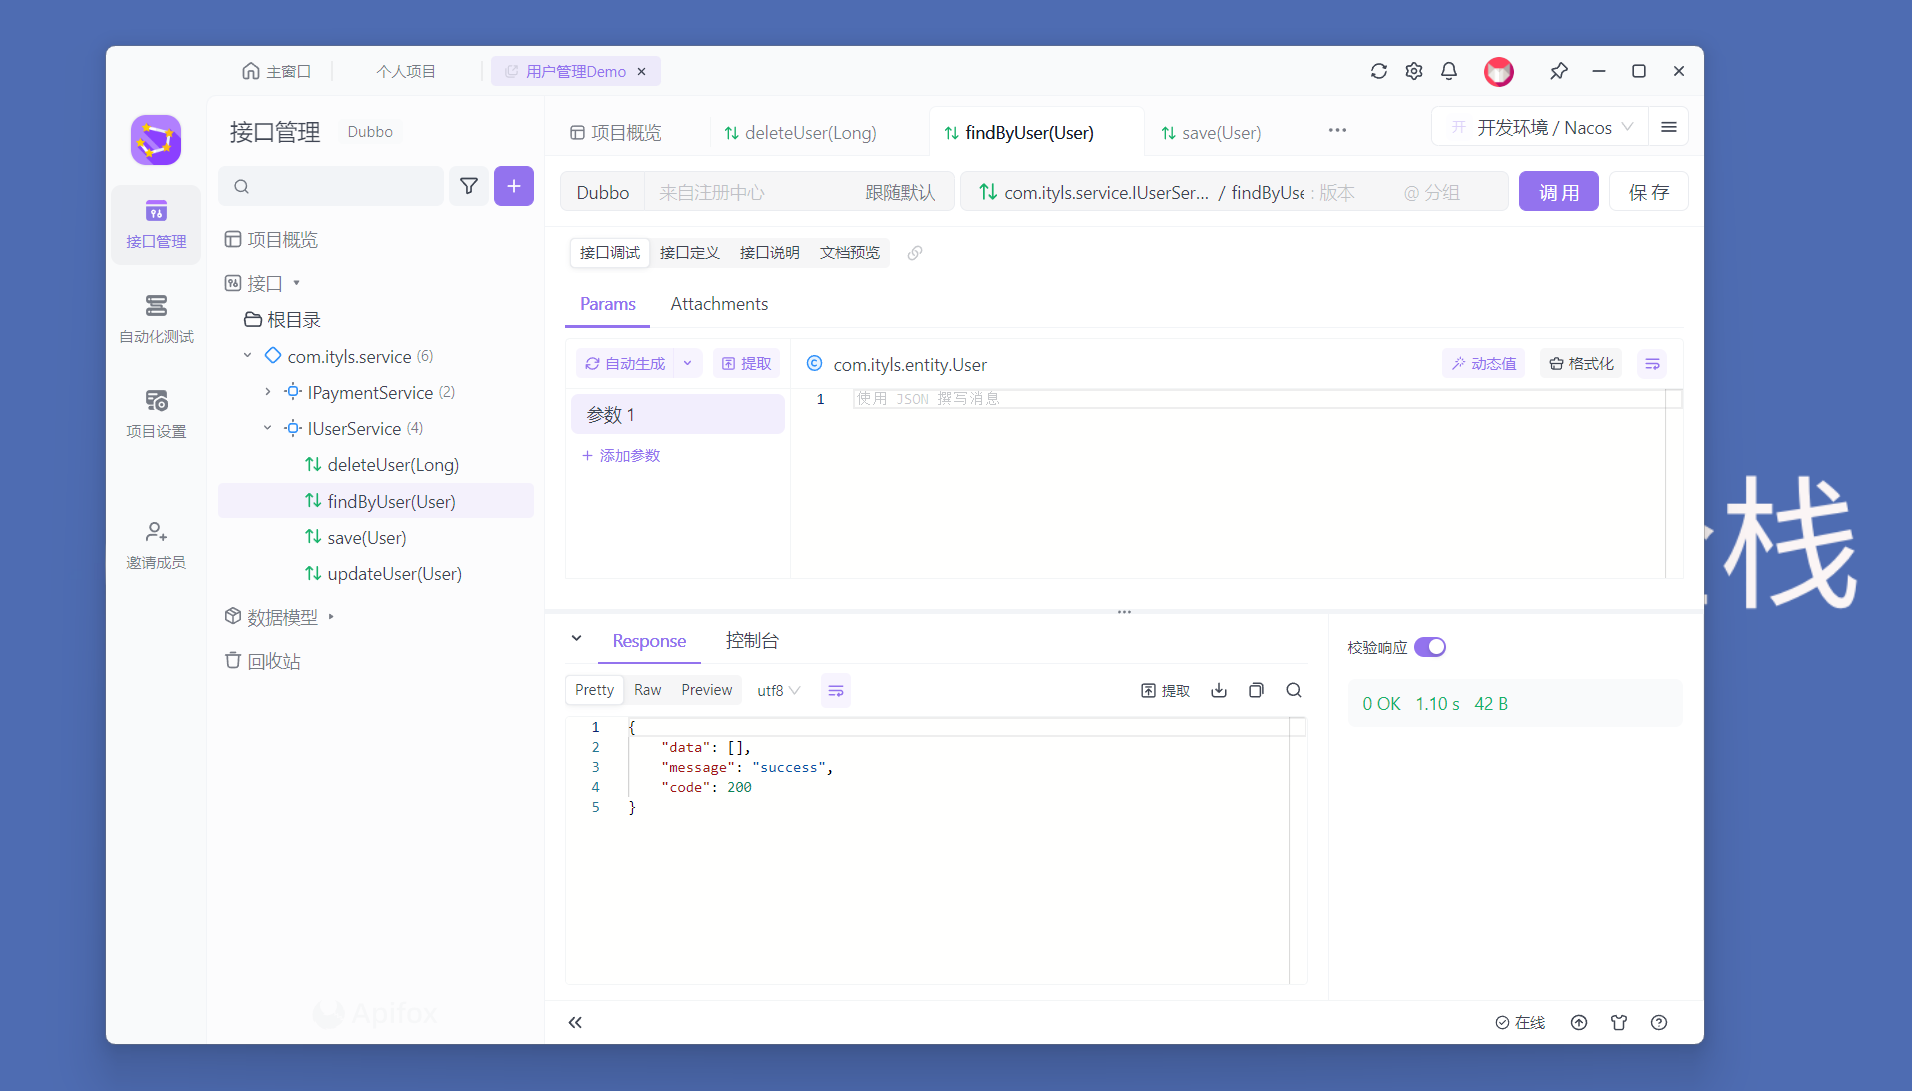 主窗口
个人项目
用户管理Demo
接口管理
自动化测试
项目设置
邀请成员
接口管理 Dubbo
项目概览
接口
根目录
com.ityls.service (6)
IPaymentService (2)
IUserService (4)
deleteUser(Long)
findByUser(User)
save(User)
updateUser(User)
数据模型
回收站
Apifox
项目概览
deleteUser(Long)
findByUser(User)
save(User)
开 开发环境 / Nacos
Dubbo 来自注册中心 跟随默认
com.ityls.service.IUserSer... / findByUse : 版本 @ 分组
调 用
保 存
接口调试 接口定义 接口说明 文档预览
Params Attachments
自动生成 提取
com.ityls.entity.User
动态值 格式化
参数 1
+ 添加参数
1 使用 JSON 撰写消息
Response 控制台
Pretty Raw Preview utf8
提取
1 {
2 "data": [],
3 "message": "success",
4 "code": 200
5 }
校验响应
0 OK 1.10 s 42 B
在线
栈